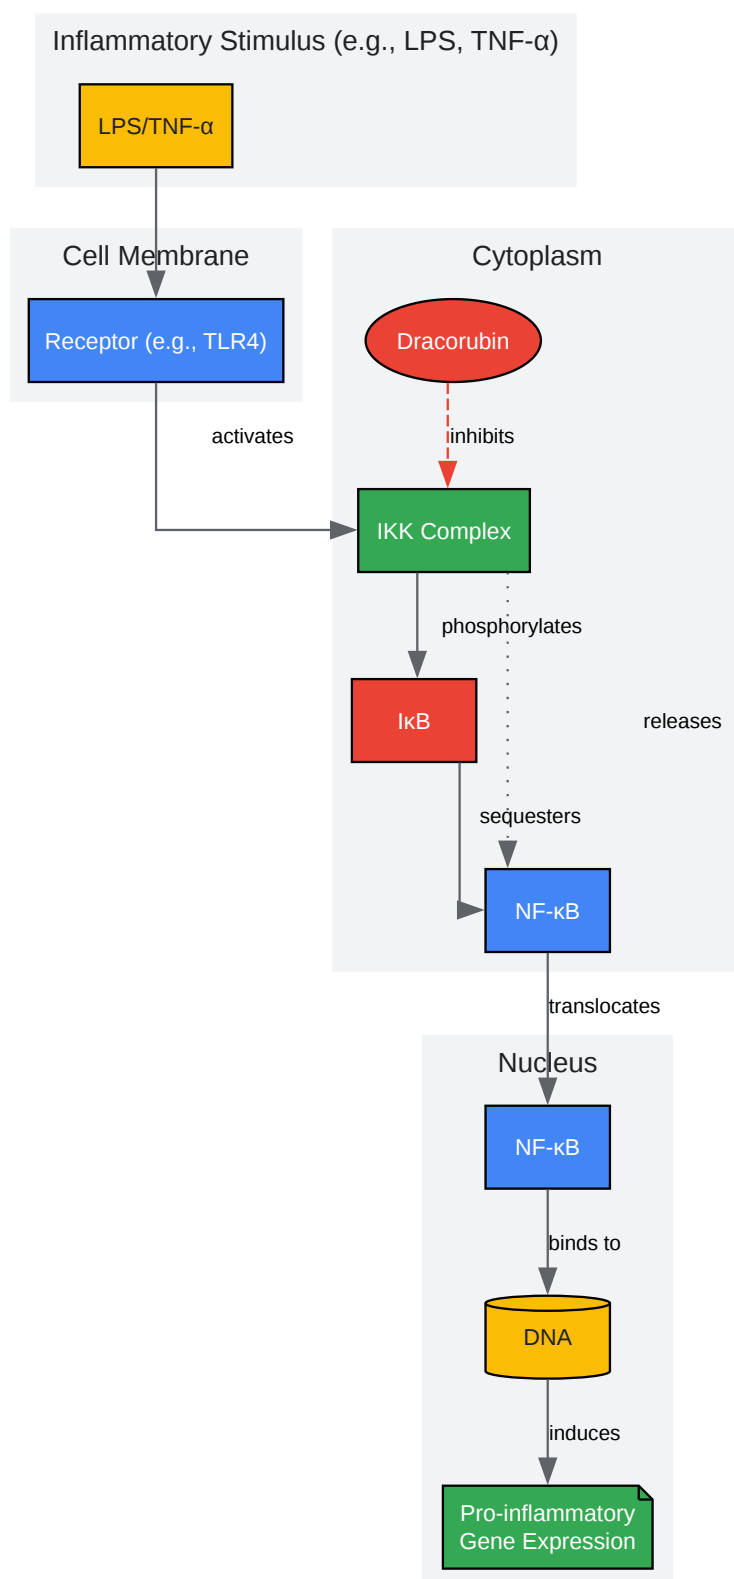 Inflammatory Stimulus (e.g., LPS, TNF-α)
LPS/TNF-α
Cell Membrane
Cytoplasm
Receptor (e.g., TLR4)
Dracorubin
activates
inhibits
IKK Complex
phosphorylates
IκB
releases
sequesters
NF-κB
translocates
Nucleus
NF-κB
binds to
DNA
induces
Pro-inflammatory
Gene Expression